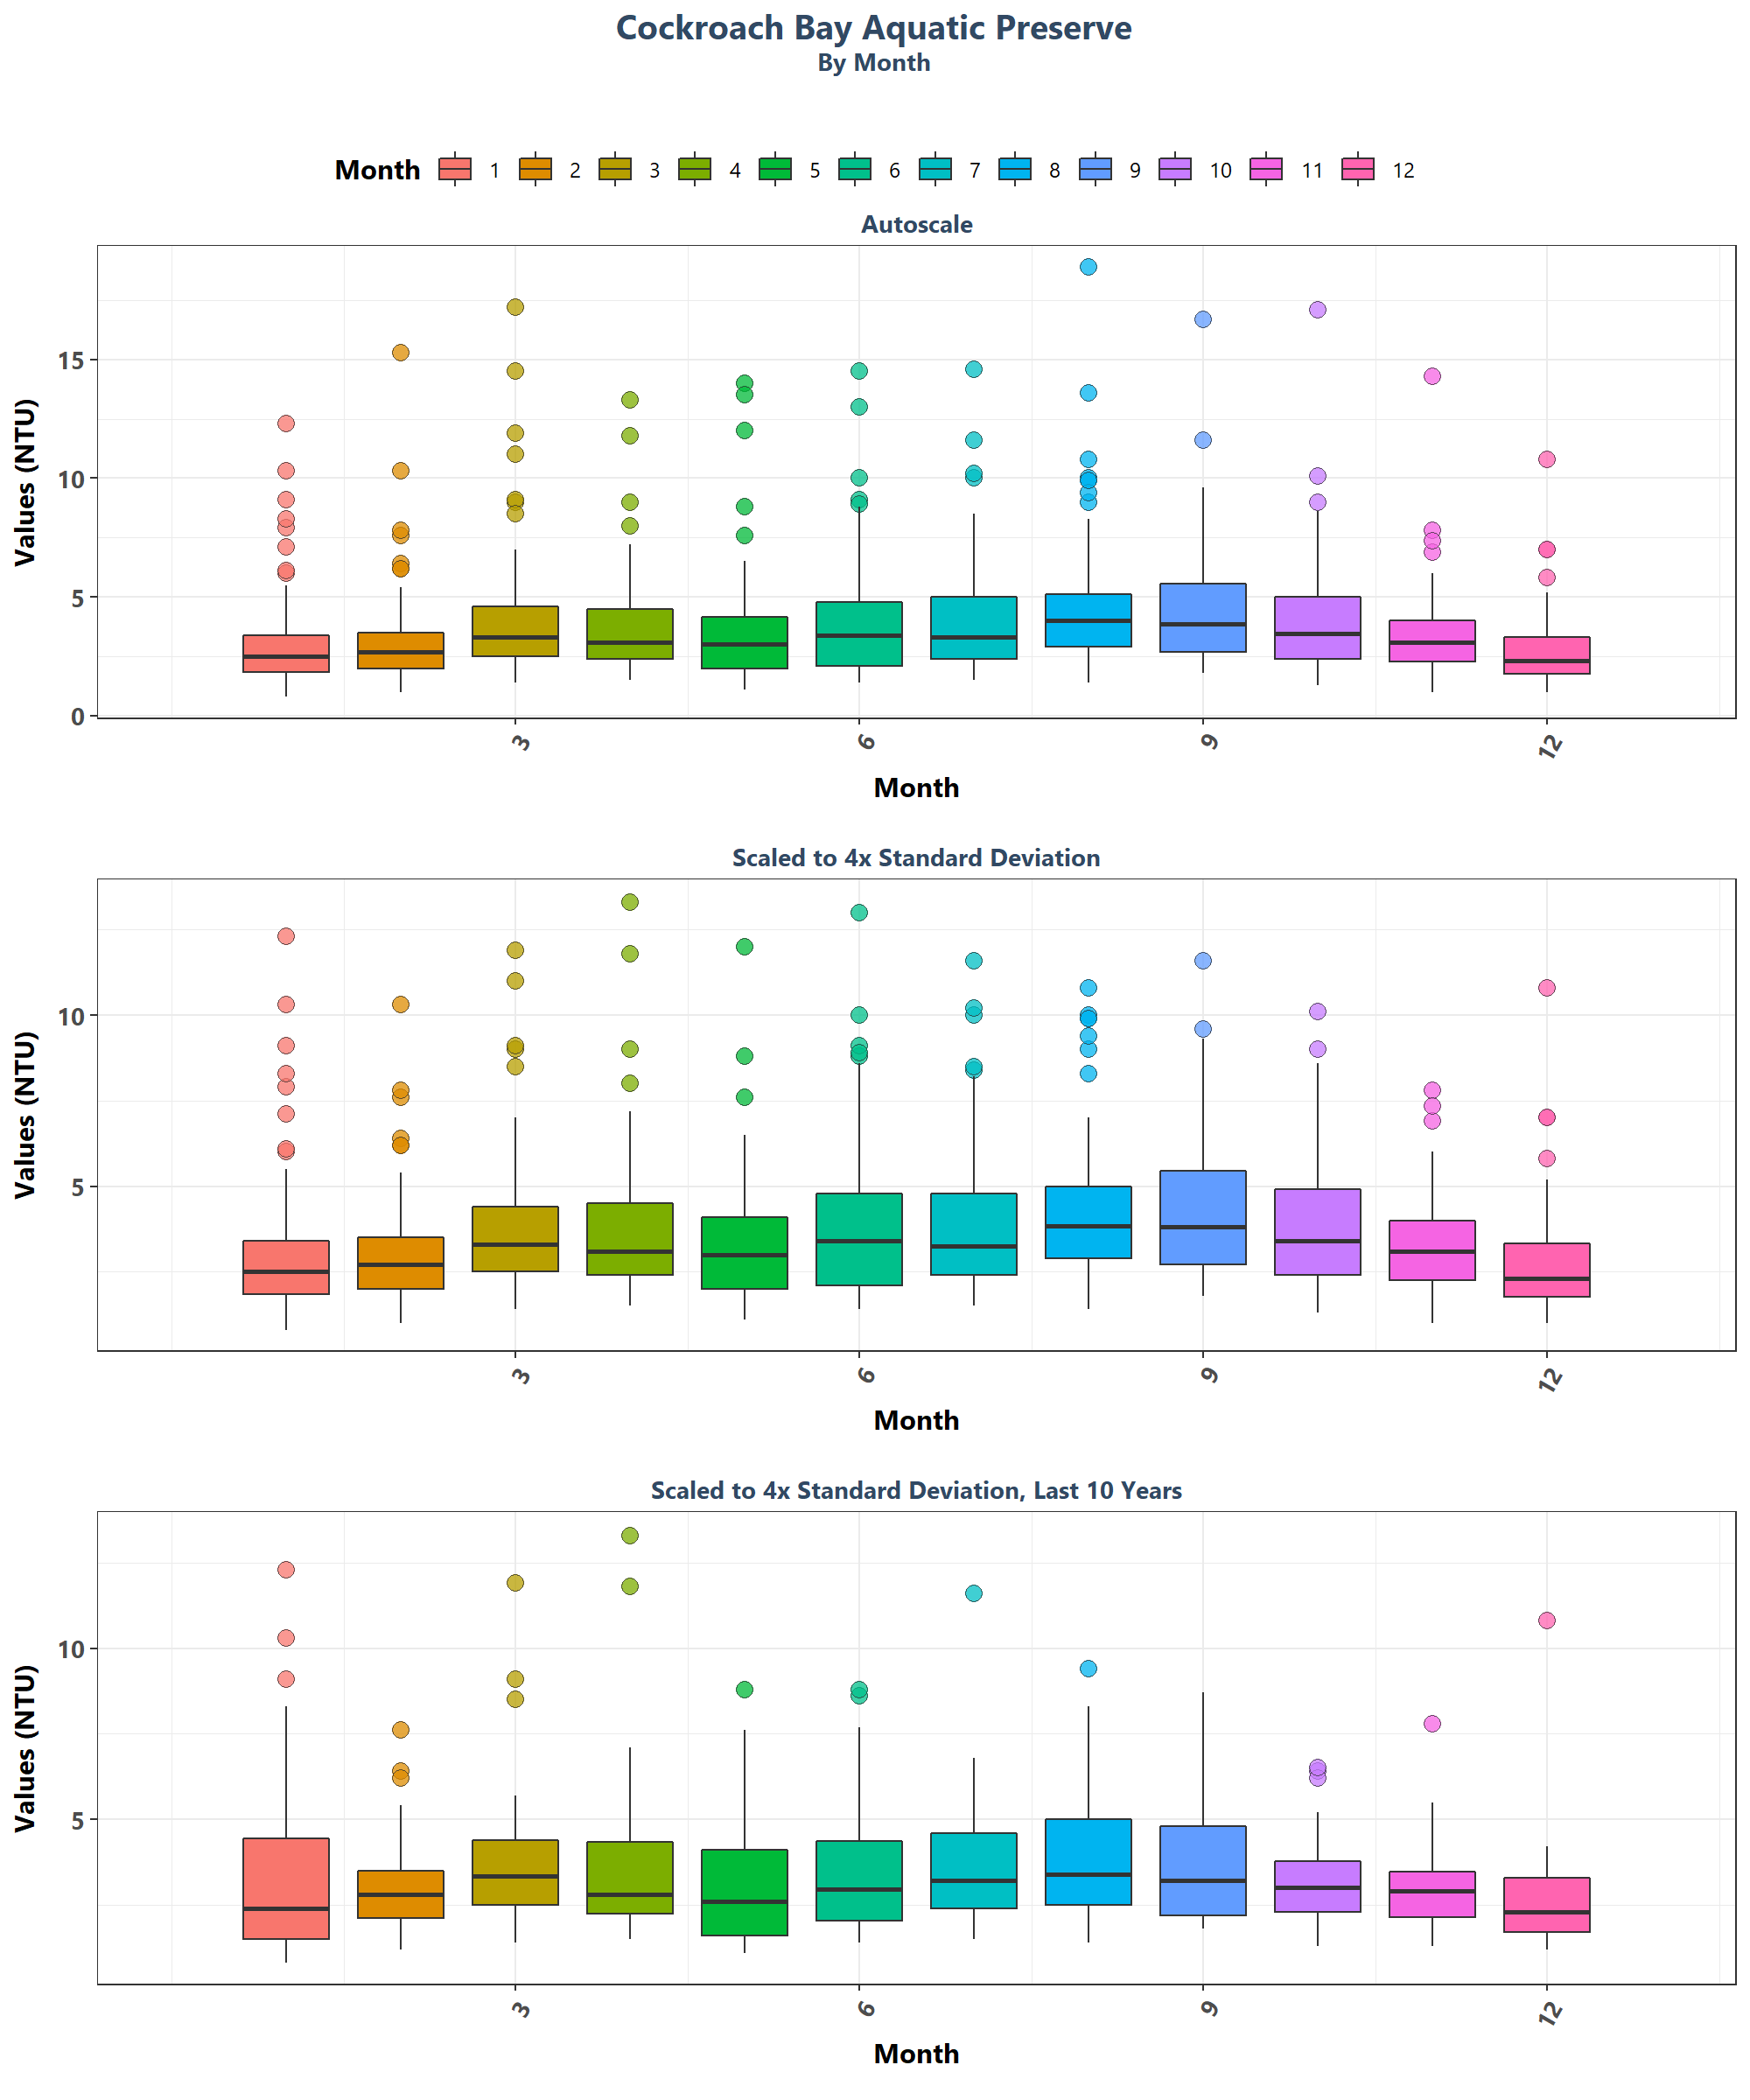 Cockroach Bay Aquatic Preserve
By Month
Month 1 2 3 4 5 6 7 8 9 10 11 12
Autoscale
Values (NTU)
15
10
5
0
3 6 9 12
Month
Scaled to 4x Standard Deviation
Values (NTU)
10
5
3 6 9 12
Month
Scaled to 4x Standard Deviation, Last 10 Years
Values (NTU)
10
5
3 6 9 12
Month